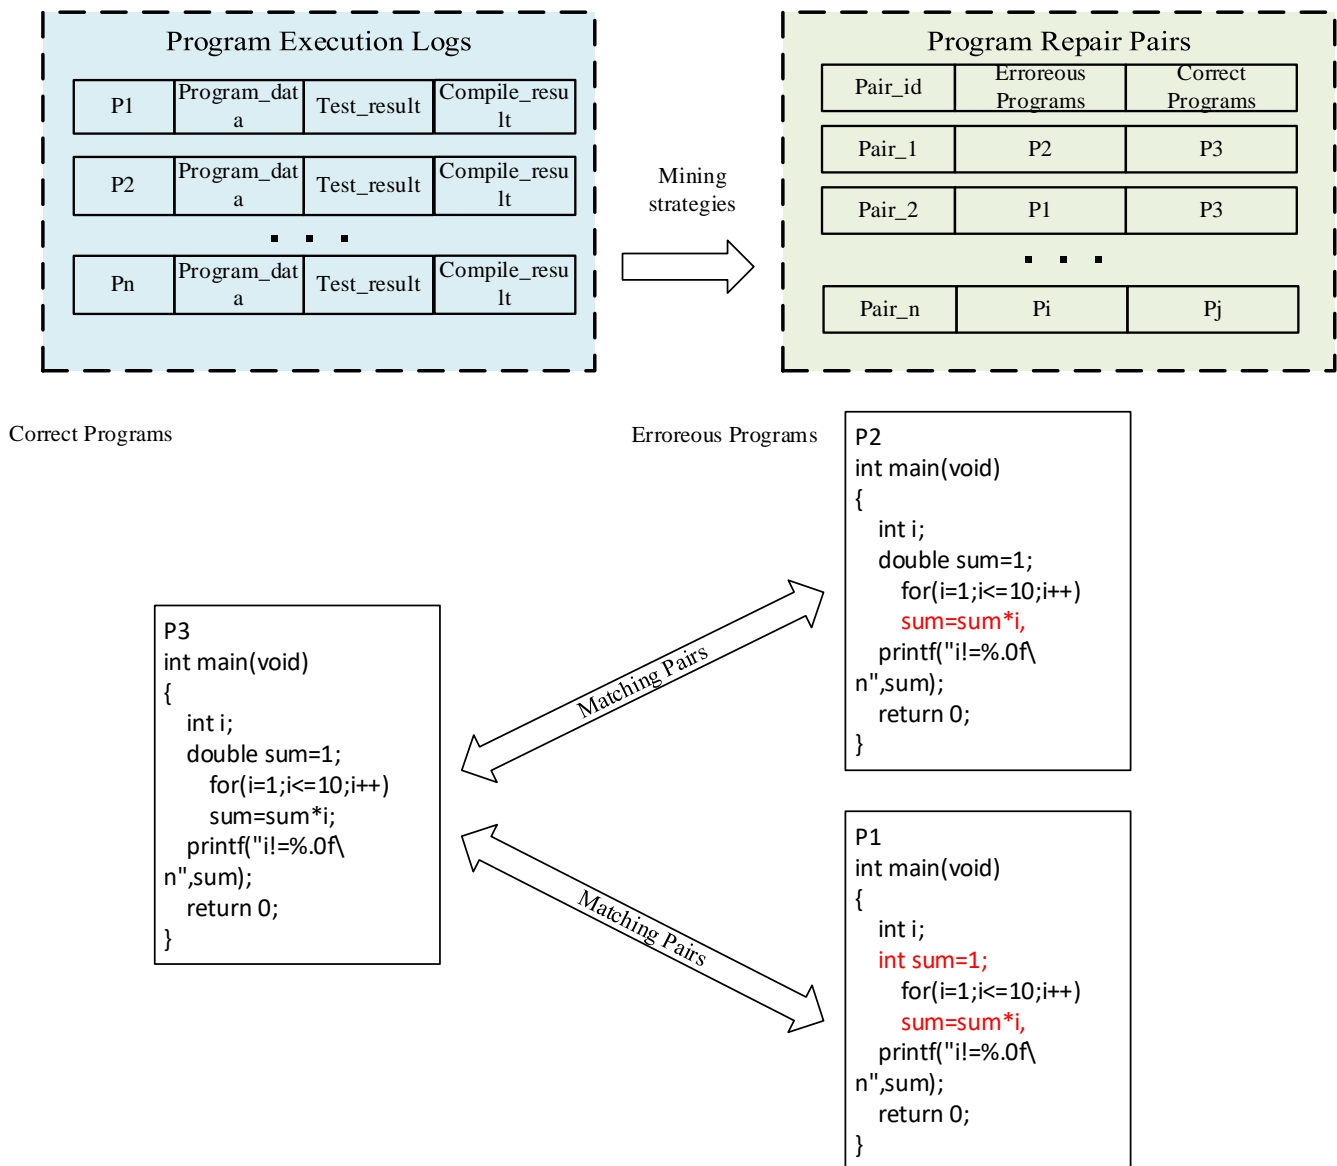 Program Execution Logs
P1 Program_dat Test_result Compile_resu
a lt
P2 Program_dat Test_result Compile_resu
a lt
. . .
Pn Program_dat Test_result Compile_resu
a lt
Mining
strategies
Program Repair Pairs
Pair_id Erroreous Correct
Programs Programs
Pair_1 P2 P3
Pair_2 P1 P3
. . .
Pair_n Pi Pj
Correct Programs
P3
int main(void)
{
int i;
double sum=1;
for(i=1;i<=10;i++)
sum=sum*i;
printf("i!=%.0f\
n",sum);
return 0;
}
Matching Pairs
Matching Pairs
Erroreous Programs
P2
int main(void)
{
int i;
double sum=1;
for(i=1;i<=10;i++)
sum=sum*i,
printf("i!=%.0f\
n",sum);
return 0;
}
P1
int main(void)
{
int i;
int sum=1;
for(i=1;i<=10;i++)
sum=sum*i,
printf("i!=%.0f\
n",sum);
return 0;
}